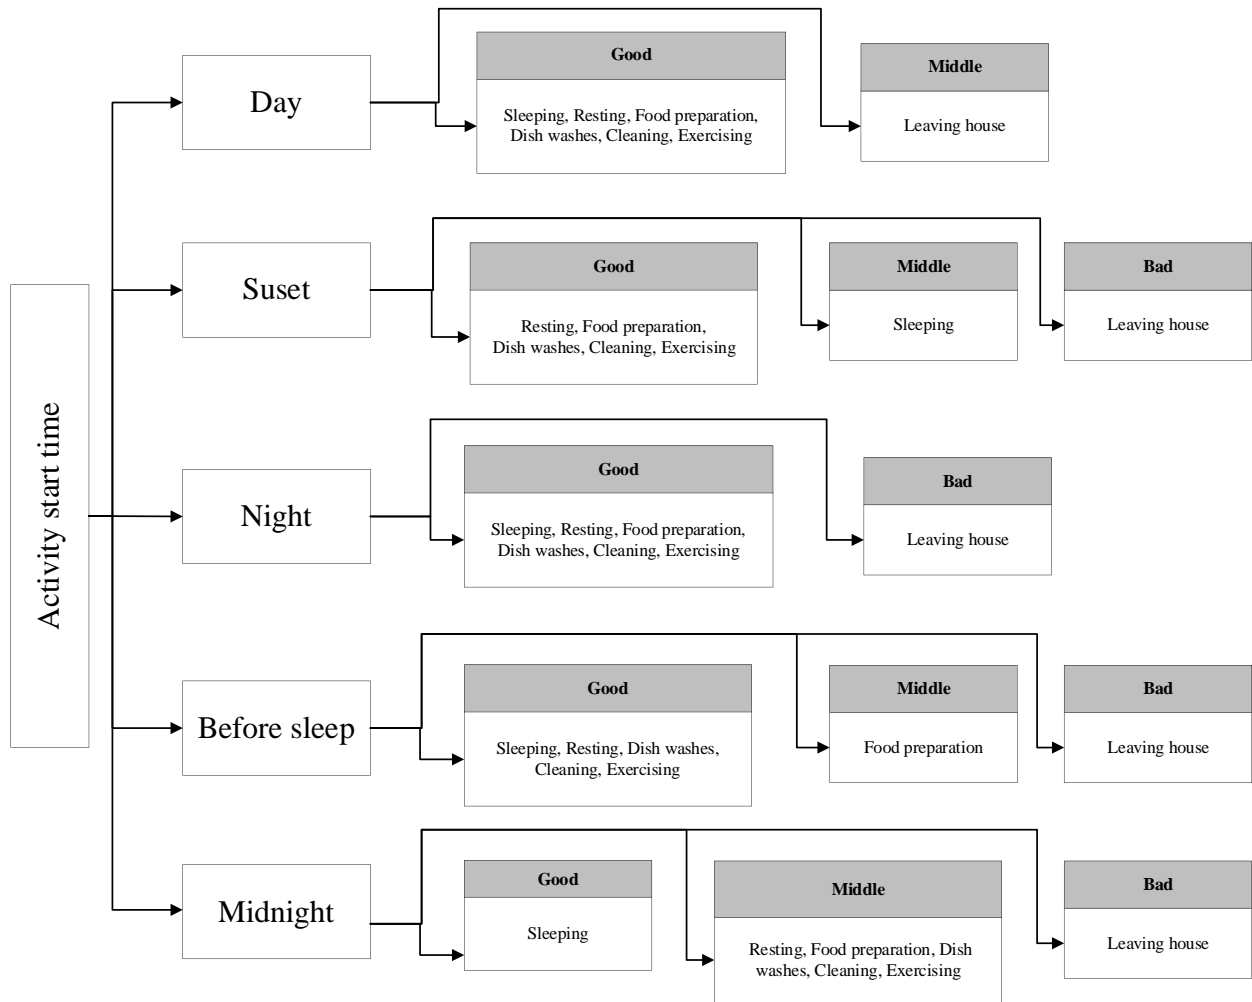 Activity start time
Day
Good
Sleeping, Resting, Food preparation,
Dish washes, Cleaning, Exercising
Middle
Leaving house
Suset
Good
Resting, Food preparation,
Dish washes, Cleaning, Exercising
Middle
Sleeping
Bad
Leaving house
Night
Good
Sleeping, Resting, Food preparation,
Dish washes, Cleaning, Exercising
Bad
Leaving house
Before sleep
Good
Sleeping, Resting, Dish washes,
Cleaning, Exercising
Middle
Food preparation
Bad
Leaving house
Midnight
Good
Sleeping
Middle
Resting, Food preparation, Dish
washes, Cleaning, Exercising
Bad
Leaving house